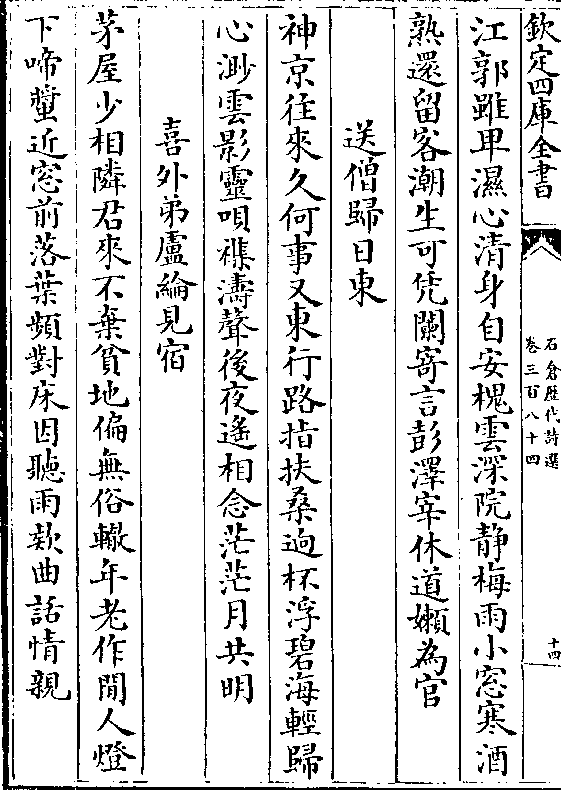 欽定四庫全書
石倉歴代詩選
卷三百八十四
十四
江郭雖卑濕心清身自安槐雲深院静梅雨小窓寒酒
熟還留客潮生可凭闌寄言彭澤宰休道嬾為官
送僧歸日東
神京往來久何事又東行路指扶桑逈杯浮碧海輕歸
心渺雲影靈唄襍濤聲後夜遙相念茫茫月共明
喜外弟盧綸見宿
茅屋少相隣君來不棄貧地偏無俗轍年老作閒人燈
下啼螿近窓前落葉頻對床因聽雨欵曲話情親